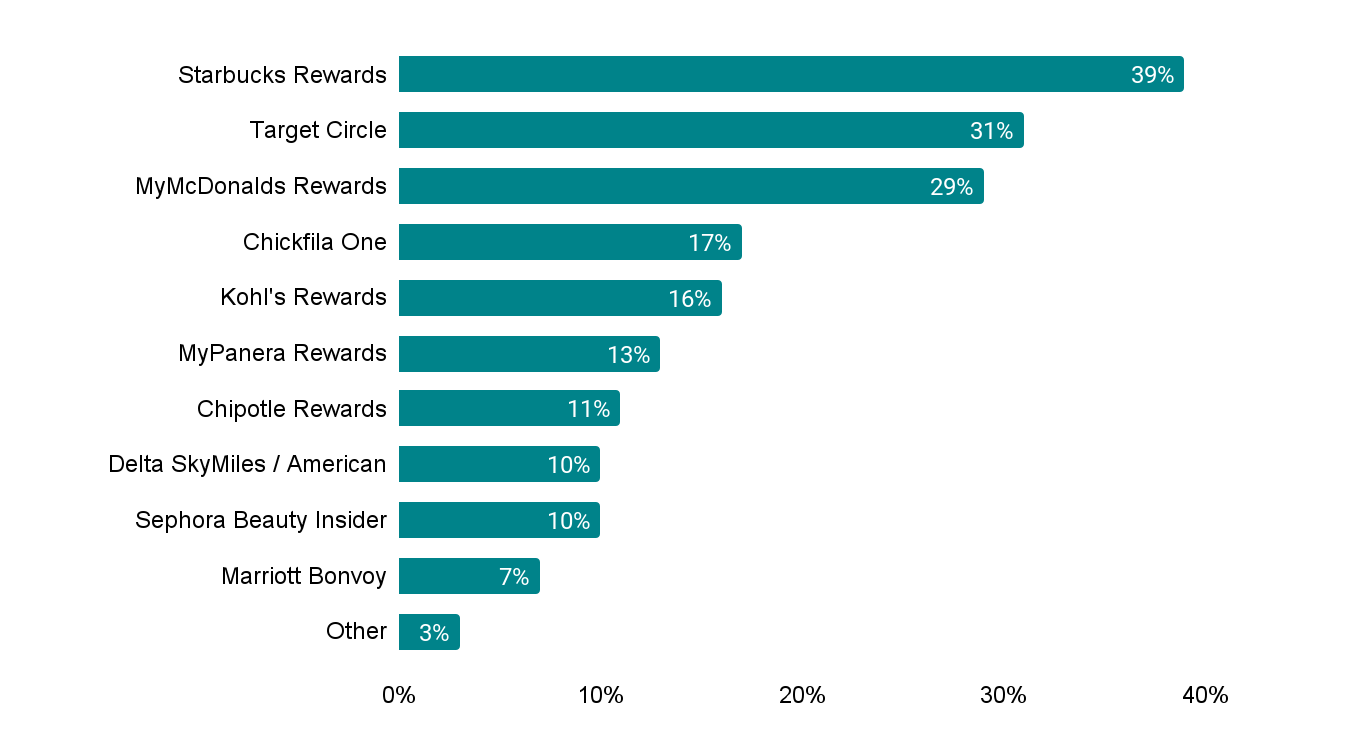 Starbucks Rewards 39%
Target Circle 31%
MyMcDonalds Rewards 29%
Chickfila One 17%
Kohl's Rewards 16%
MyPanera Rewards 13%
Chipotle Rewards 11%
Delta SkyMiles / American 10%
Sephora Beauty Insider 10%
Marriott Bonvoy 7%
Other 3%
0% 10% 20% 30% 40%